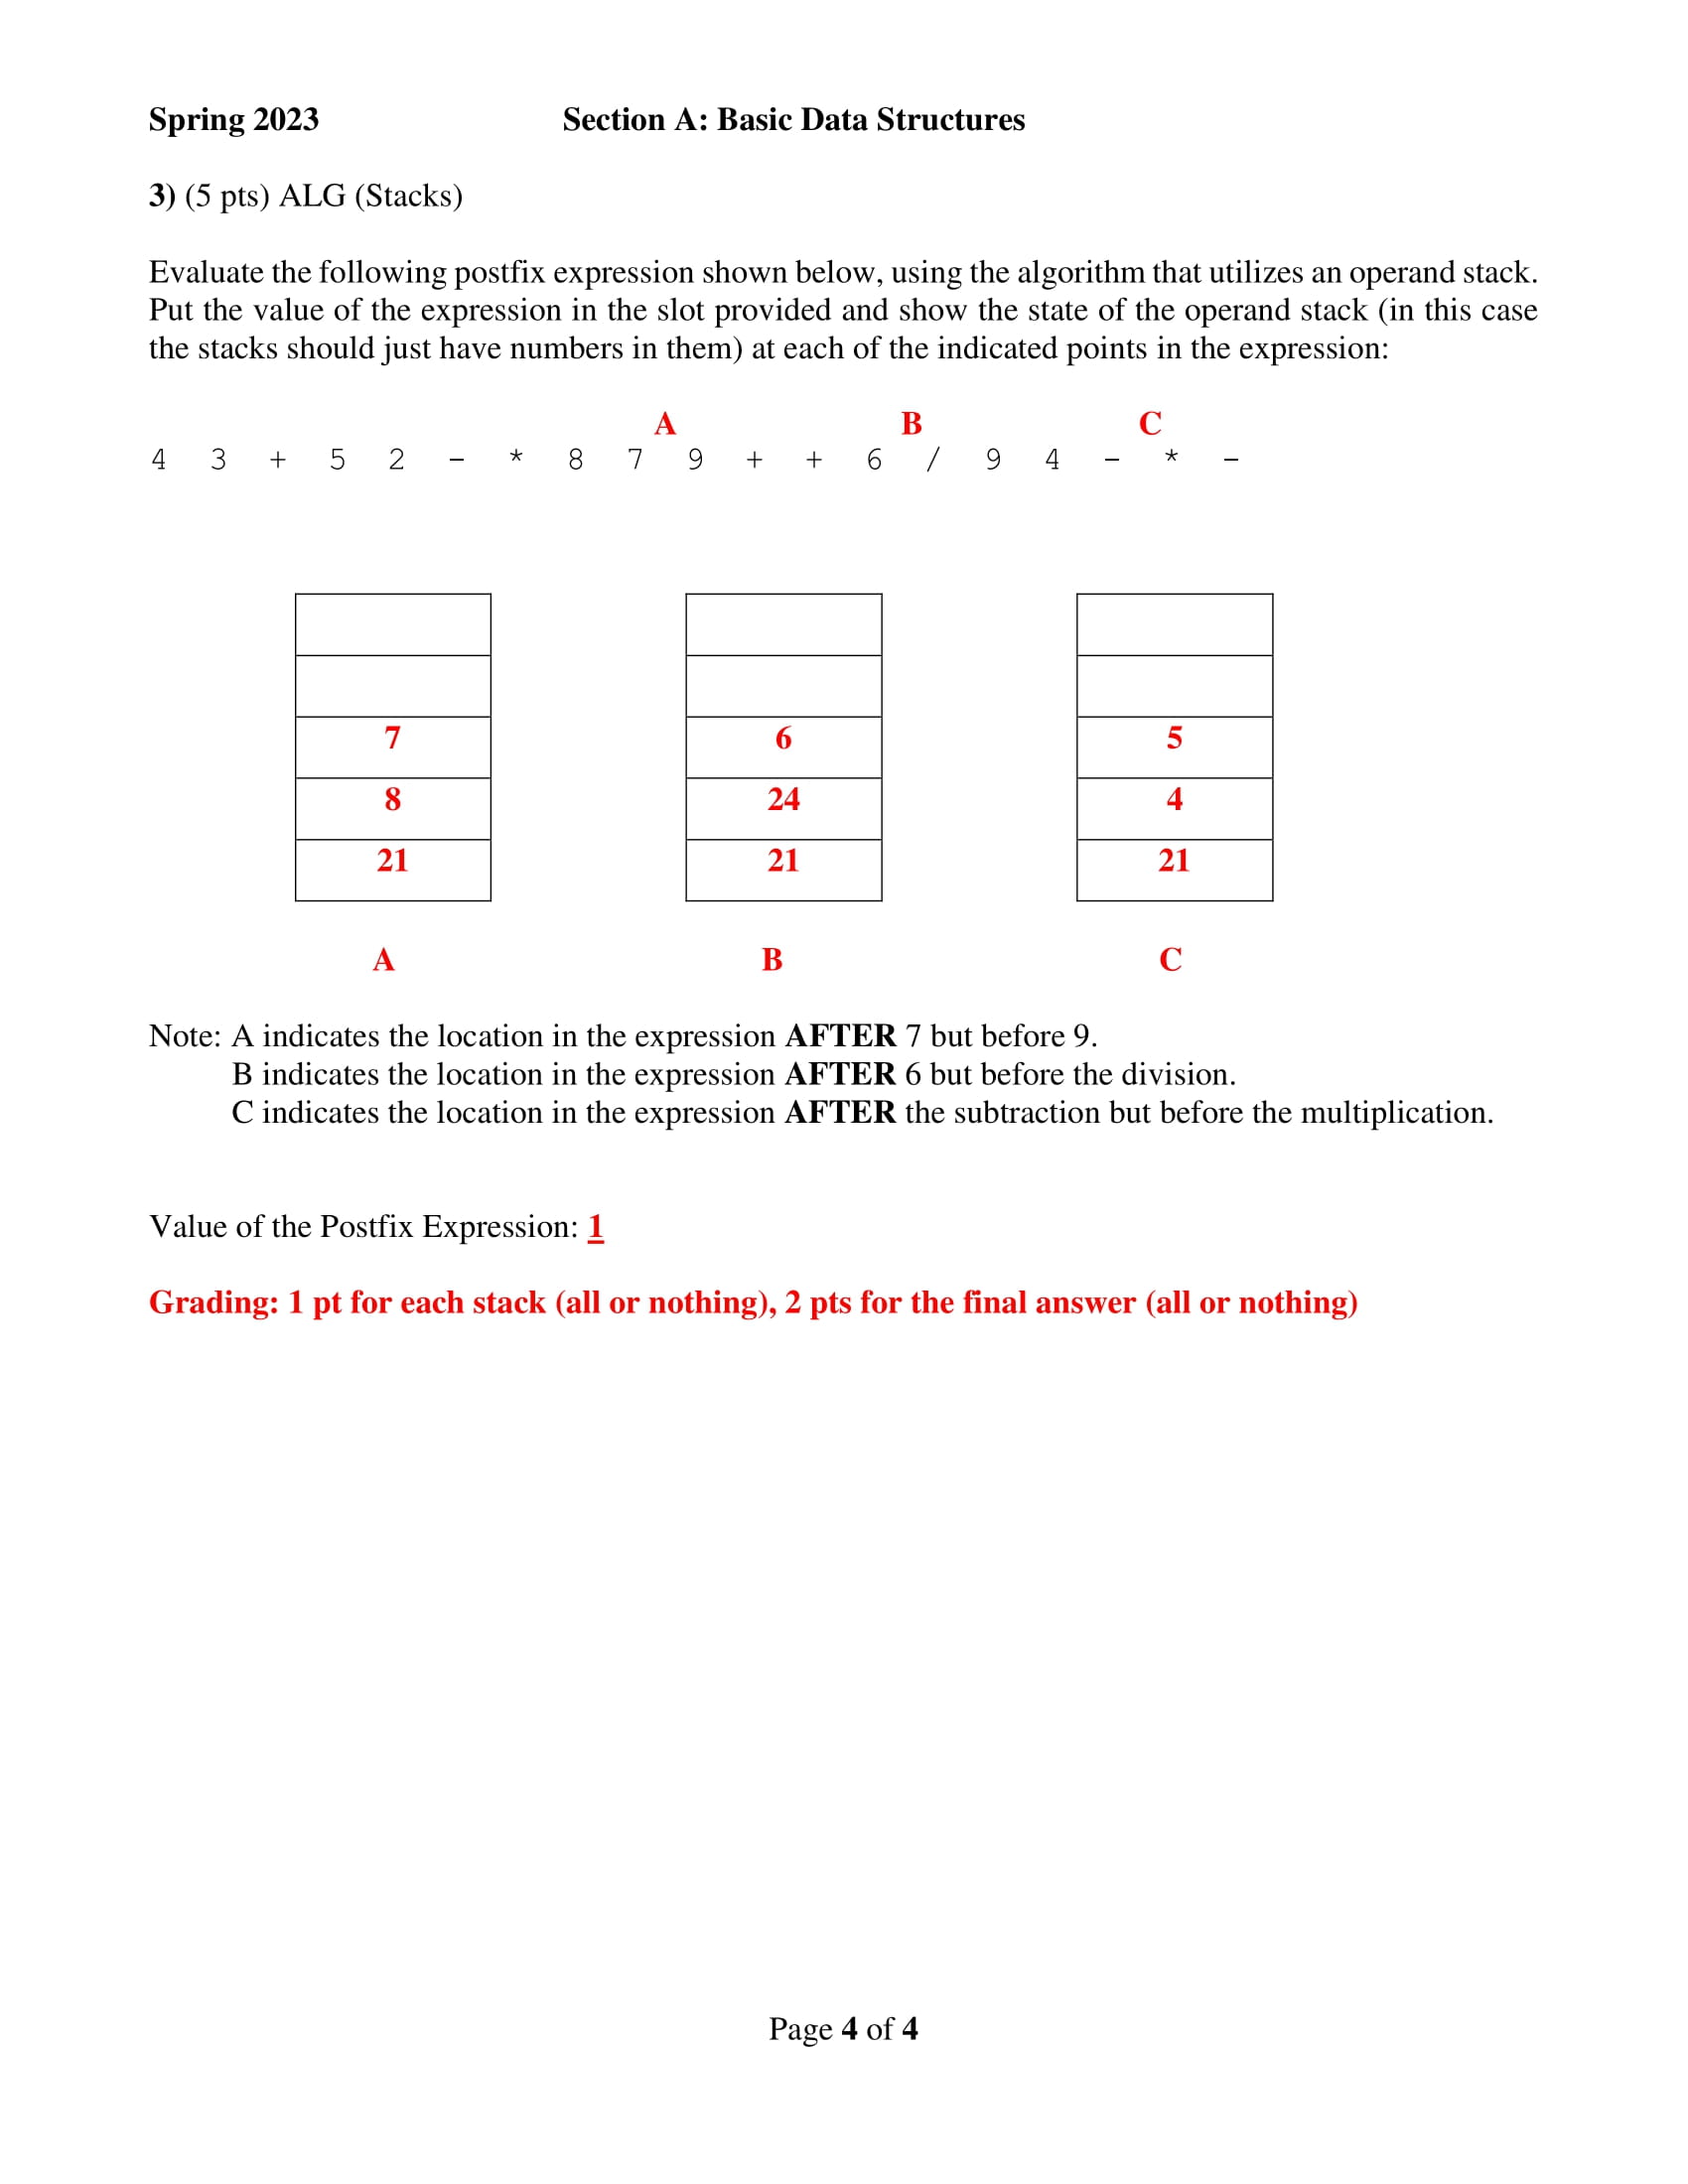 Spring 2023 Section A: Basic Data Structures
3) (5 pts) ALG (Stacks)
Evaluate the following postfix expression shown below, using the algorithm that utilizes an operand stack.
Put the value of the expression in the slot provided and show the state of the operand stack (in this case
the stacks should just have numbers in them) at each of the indicated points in the expression:
A B C
4 3 + 5 2 - * 8 7 9 + + 6 / 9 4 - * -
7 6 5
8 24 4
21 21 21
A B C
Note: A indicates the location in the expression AFTER 7 but before 9.
B indicates the location in the expression AFTER 6 but before the division.
C indicates the location in the expression AFTER the subtraction but before the multiplication.
Value of the Postfix Expression: 1
Grading: 1 pt for each stack (all or nothing), 2 pts for the final answer (all or nothing)
Page 4 of 4